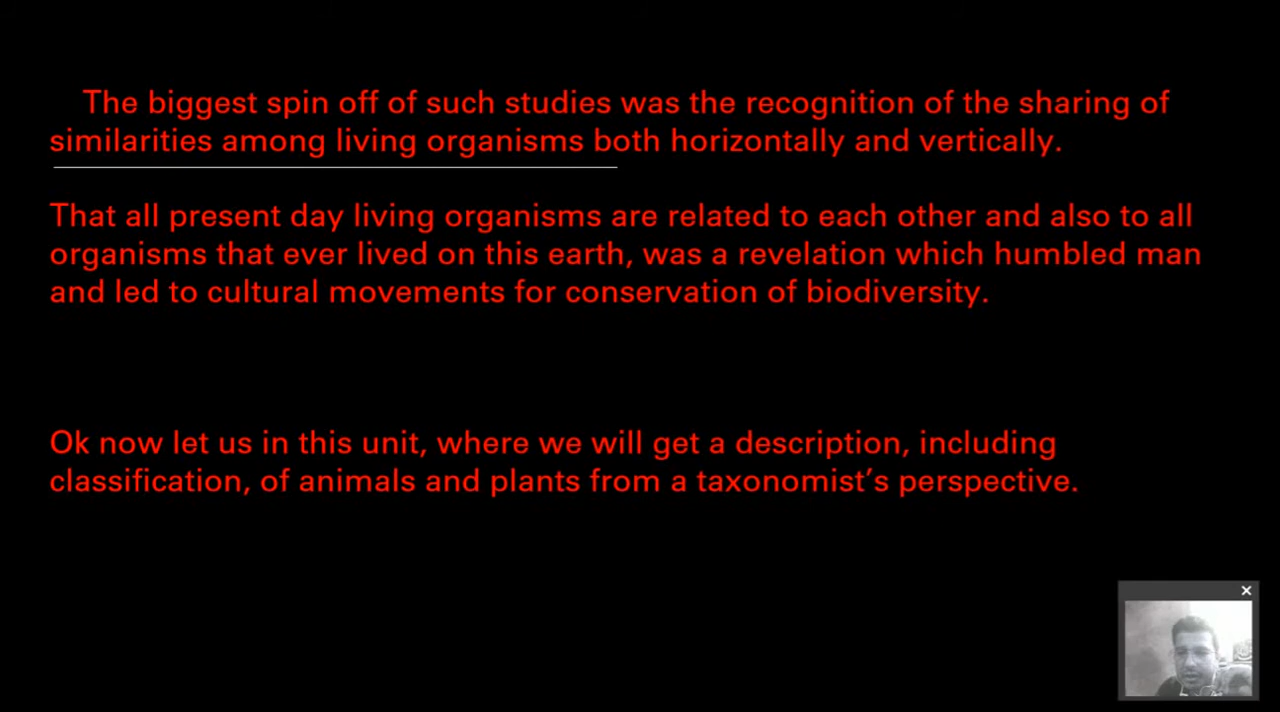 The biggest spin off of such studies was the recognition of the sharing of
similarities among living organisms both horizontally and vertically.
That all present day living organisms are related to each other and also to all
organisms that ever lived on this earth, was a revelation which humbled man
and led to cultural movements for conservation of biodiversity.
Ok now let us in this unit, where we will get a description, including
classification, of animals and plants from a taxonomist’s perspective.